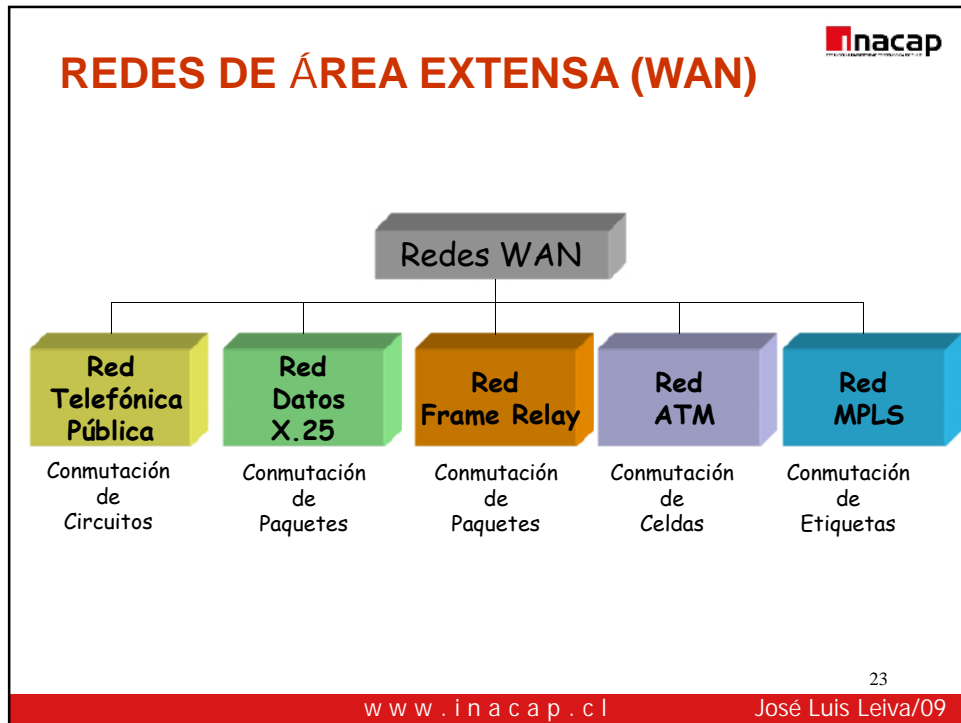 inacap
REDES DE ÁREA EXTENSA (WAN)
Redes WAN
Red
Telefónica
Pública
Red
Datos
X.25
Red
Frame Relay
Red
ATM
Red
MPLS
Conmutación
de
Circuitos
Conmutación
de
Paquetes
Conmutación
de
Paquetes
Conmutación
de
Celdas
Conmutación
de
Etiquetas
23
www.inacap.cl
José Luis Leiva/09